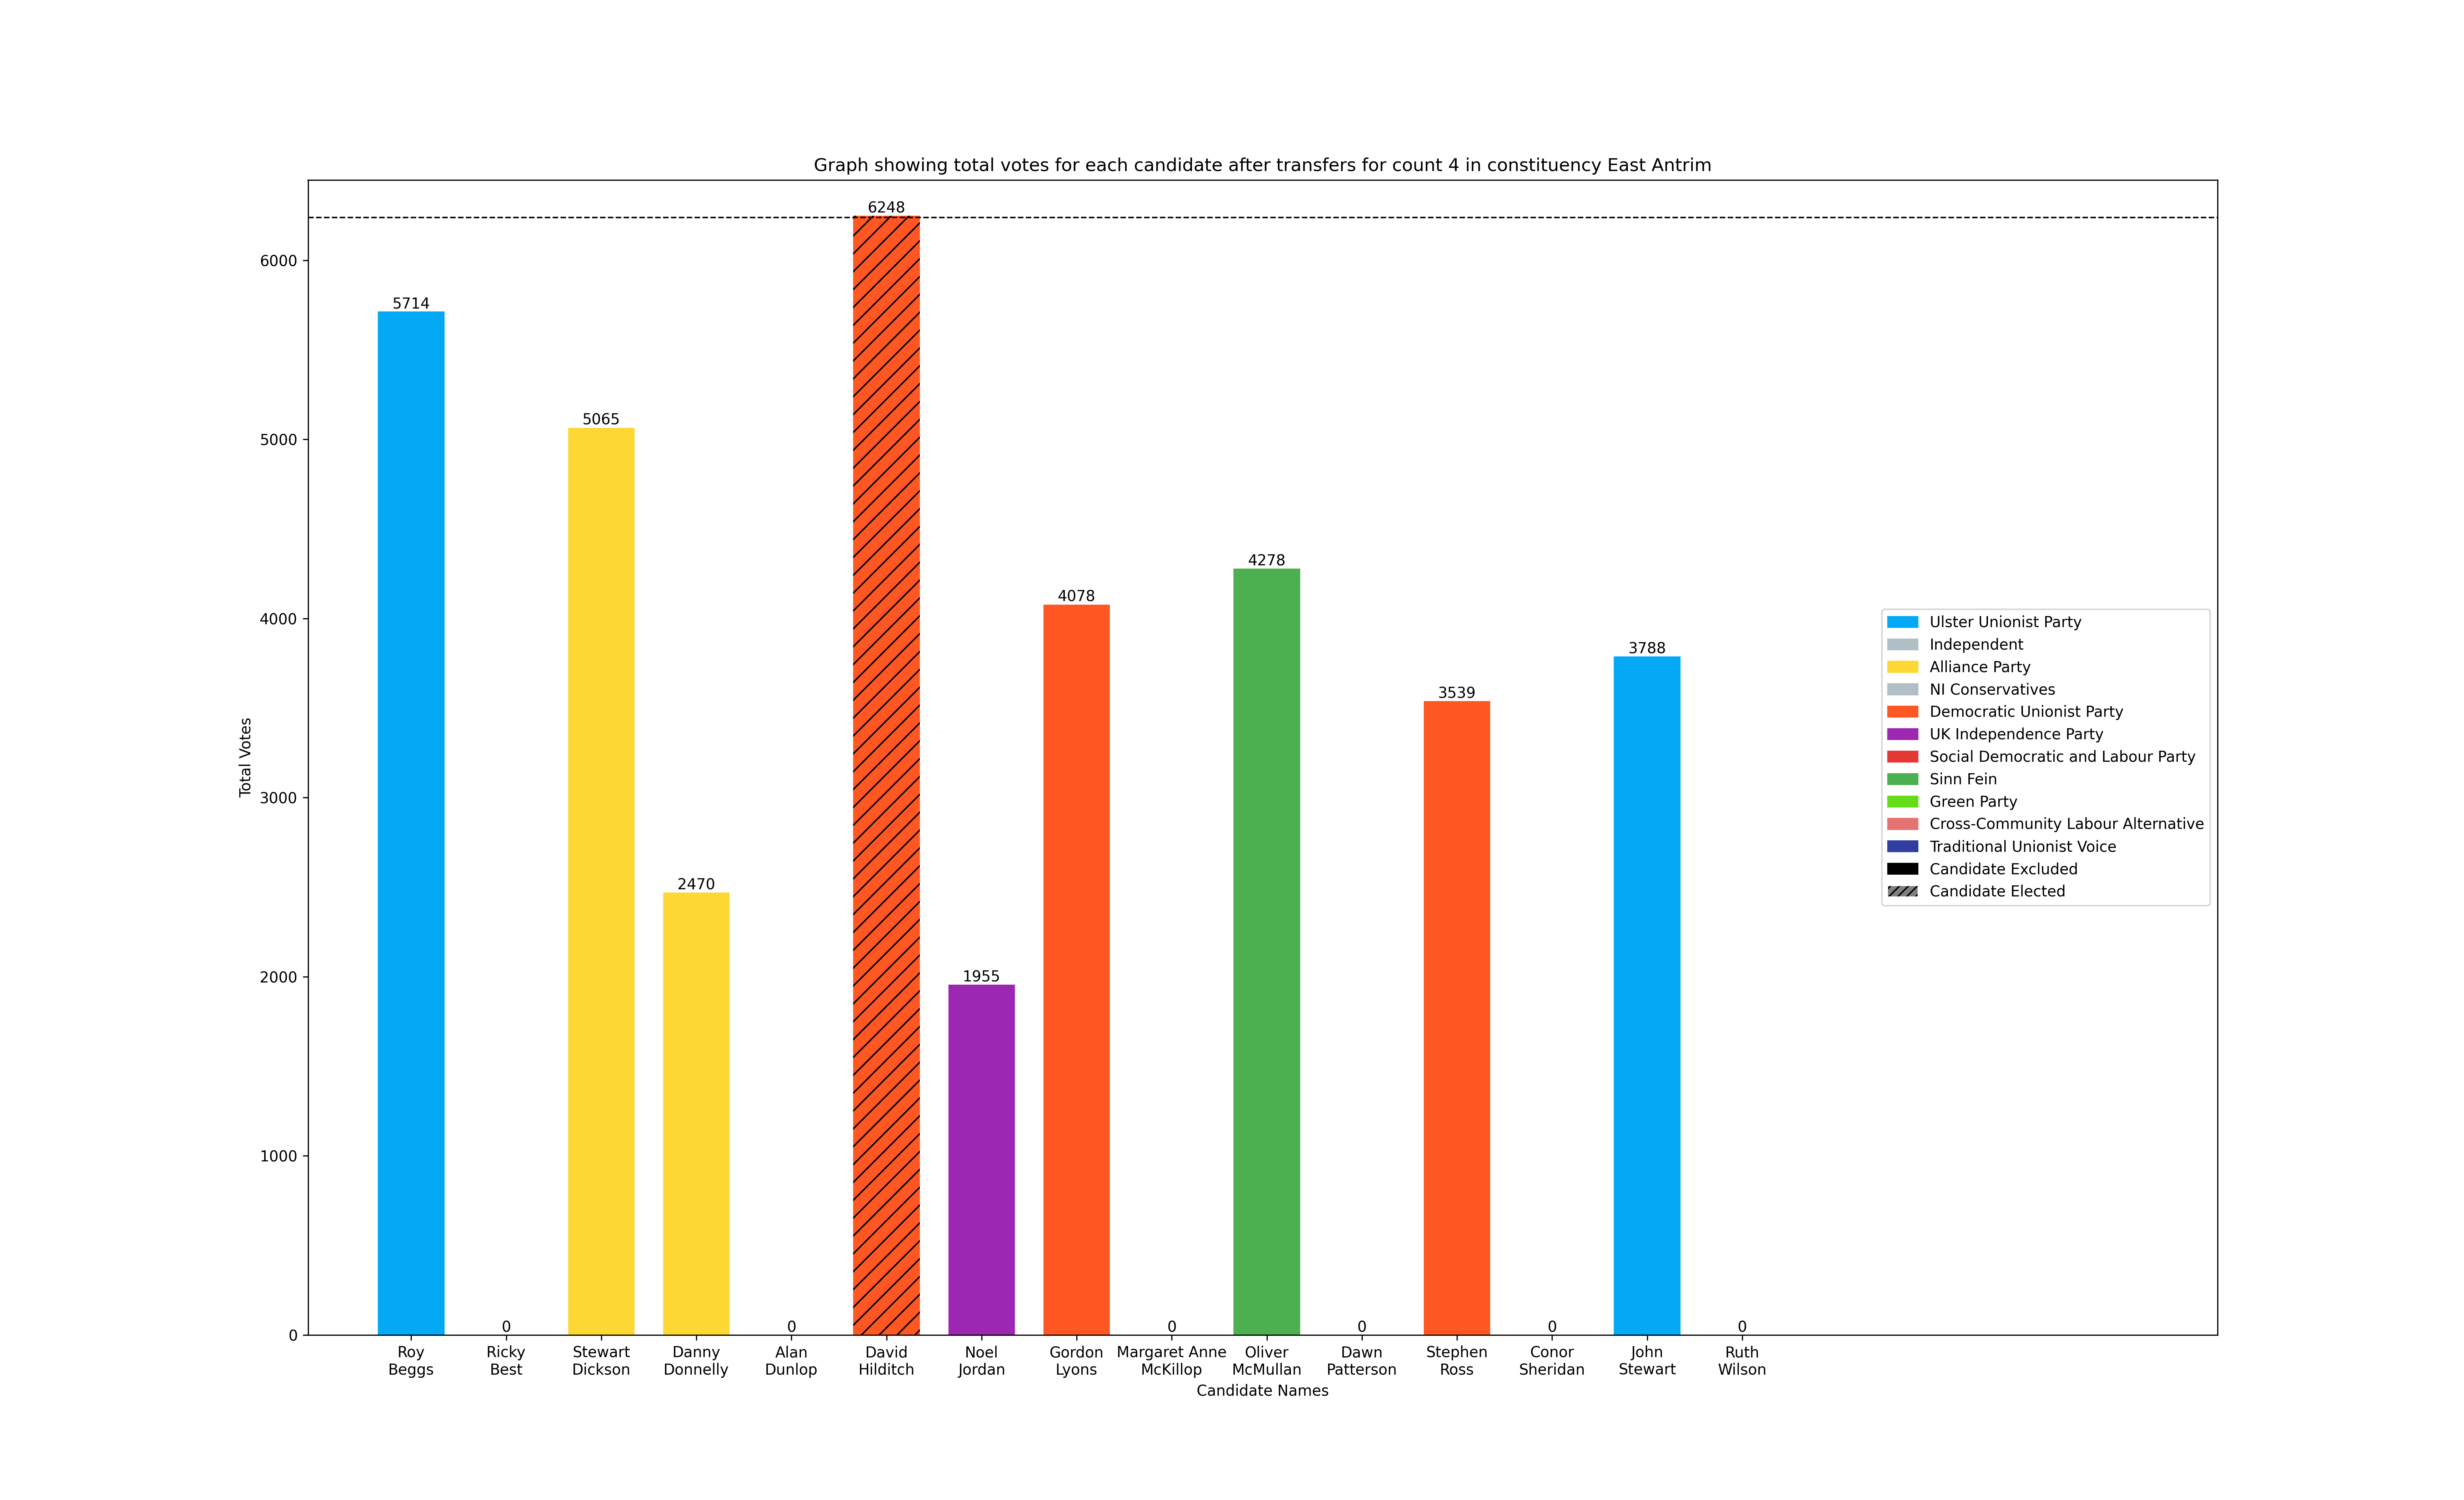 Graph showing total votes for each candidate after transfers for count 4 in constituency East Antrim
Total Votes
6000
5000
4000
3000
2000
1000
0
5714
0
5065
2470
0
6248
1955
4078
0
4278
0
3539
0
3788
0
Roy
Beggs
Ricky
Best
Stewart
Dickson
Danny
Donnelly
Alan
Dunlop
David
Hilditch
Noel
Jordan
Gordon
Lyons
Margaret Anne
McKillop
Oliver
McMullan
Dawn
Patterson
Stephen
Ross
Conor
Sheridan
John
Stewart
Ruth
Wilson
Candidate Names
Ulster Unionist Party
Independent
Alliance Party
NI Conservatives
Democratic Unionist Party
UK Independence Party
Social Democratic and Labour Party
Sinn Fein
Green Party
Cross-Community Labour Alternative
Traditional Unionist Voice
Candidate Excluded
Candidate Elected